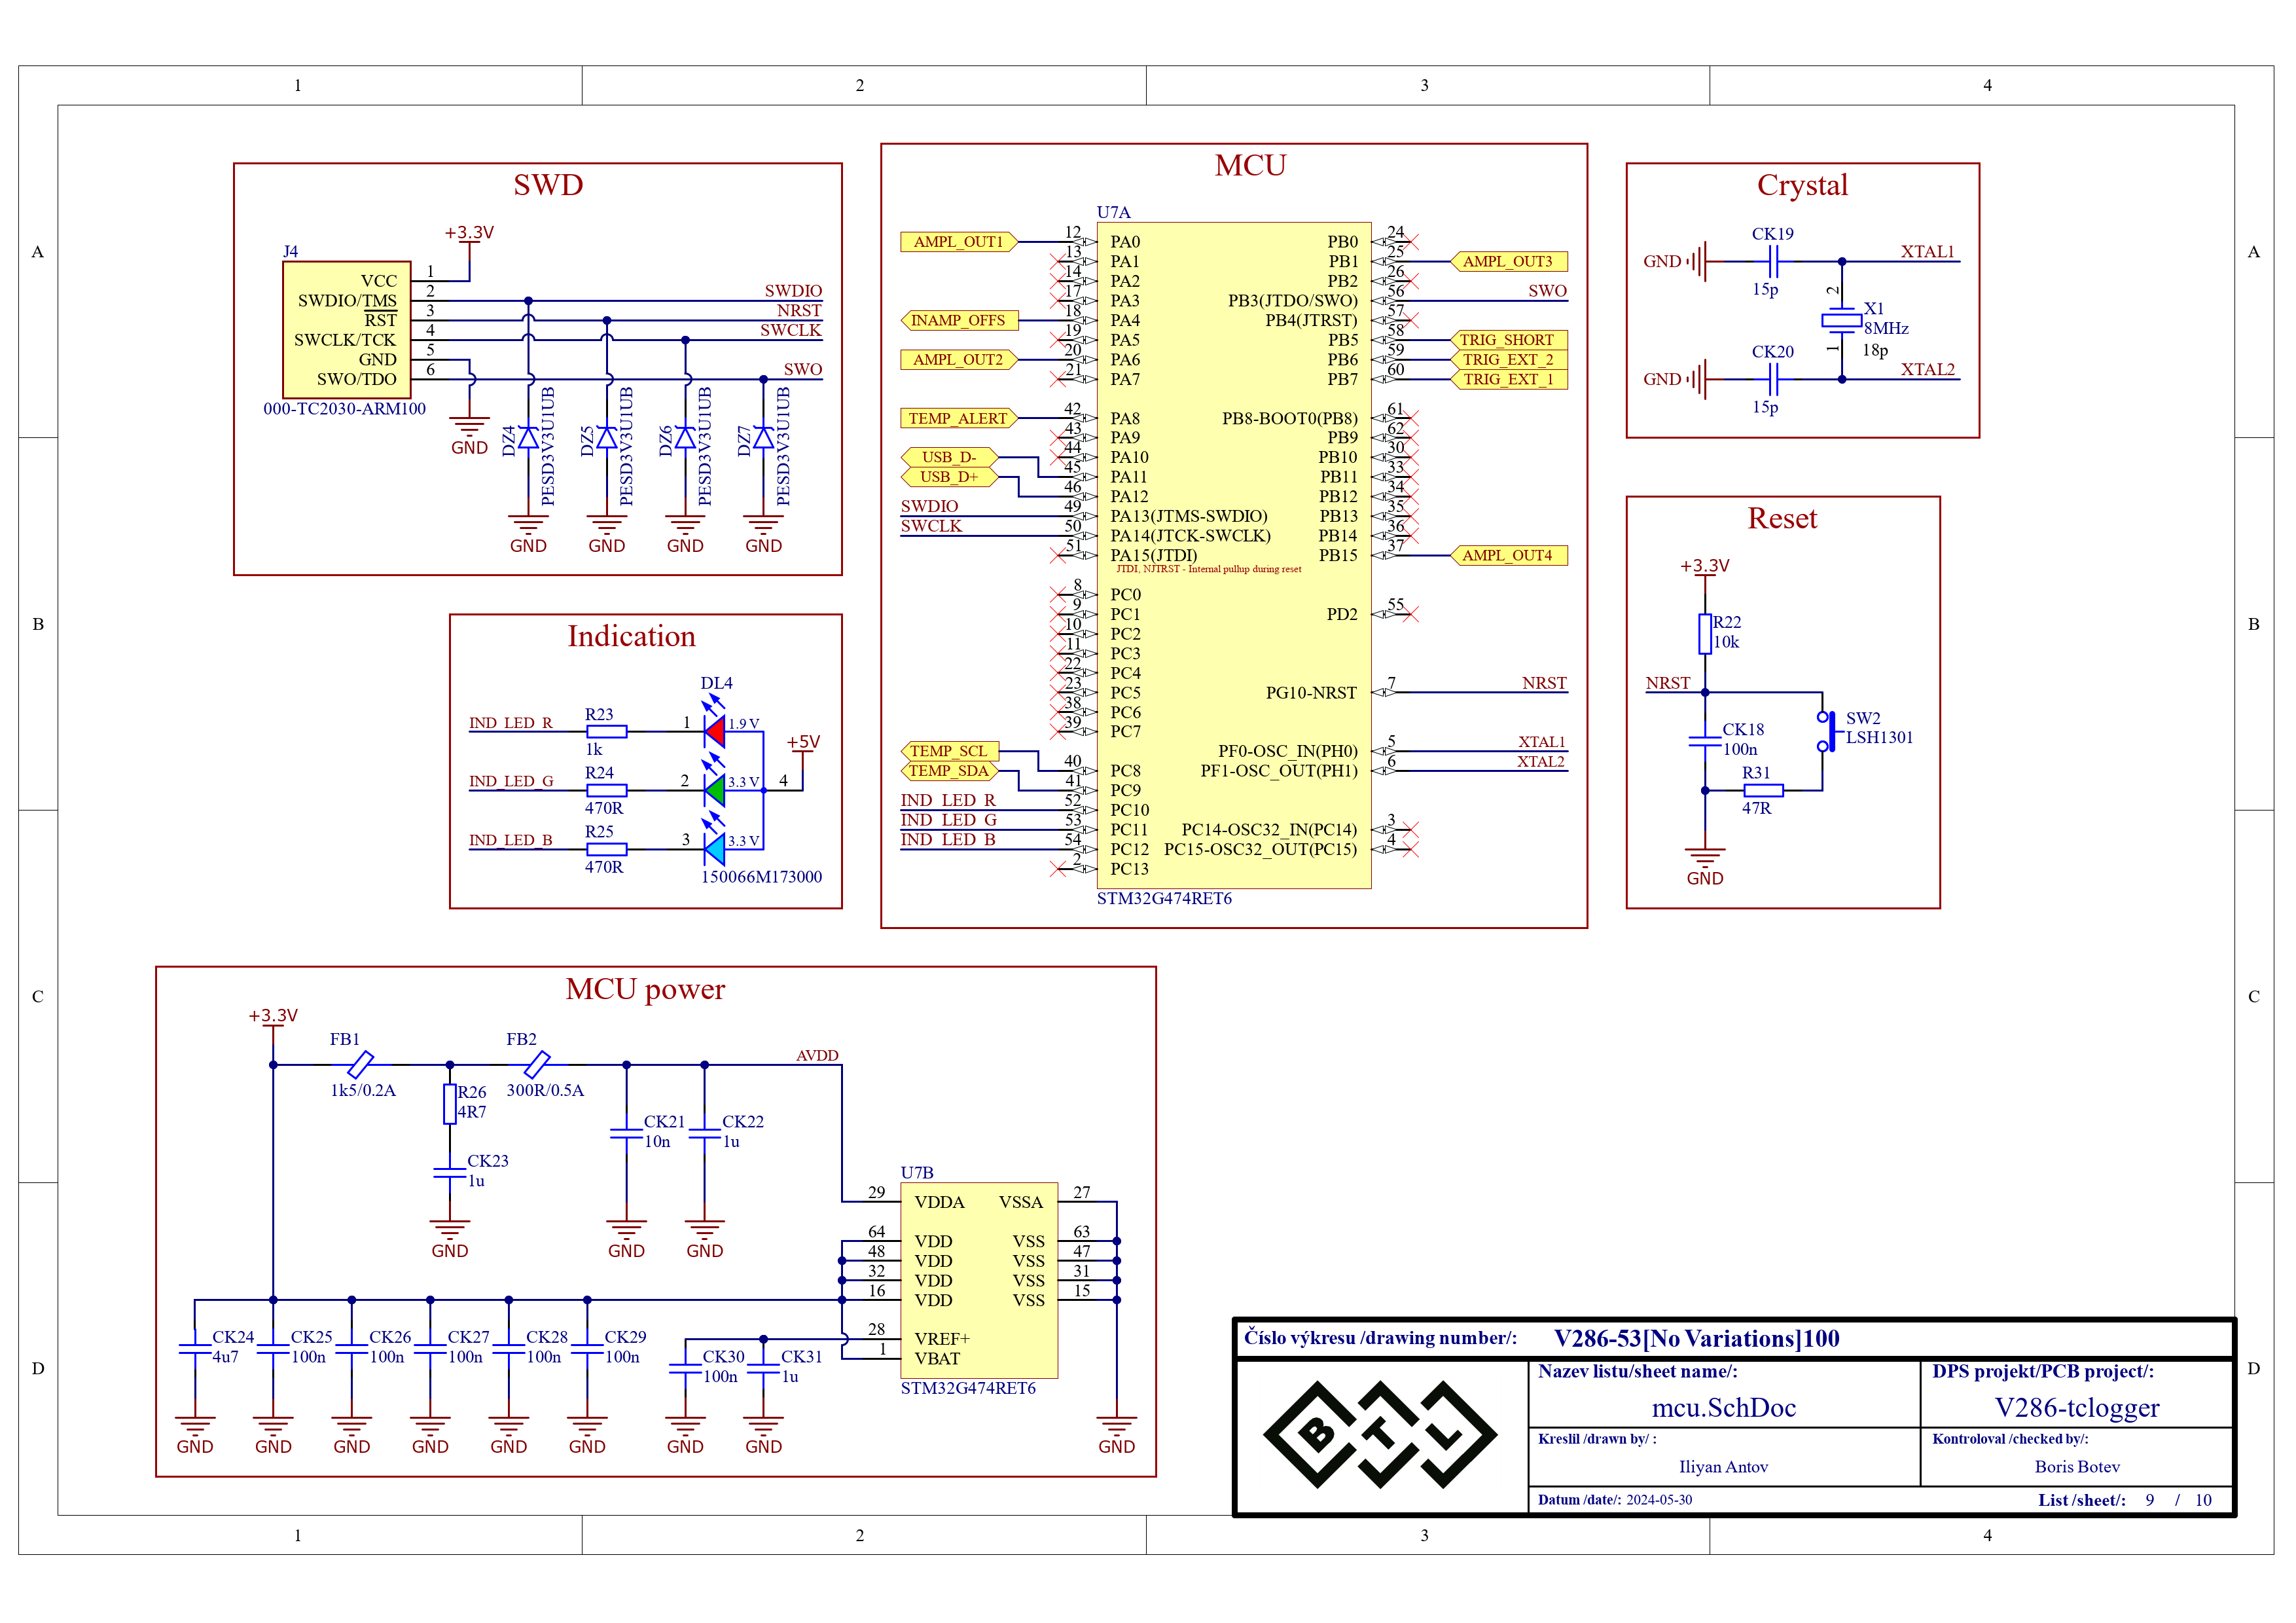 1 2 3 4
A A
B B
C C
D D
1 2 3 4
SWD
+3.3V
J4
VCC 1
SWDIO/TMS 2 SWDIO
RST 3 NRST
SWCLK/TCK 4 SWCLK
GND 5
SWO/TDO 6 SWO
000-TC2030-ARM100
GND
DZ4 PESD3V3U1UB
DZ5 PESD3V3U1UB
DZ6 PESD3V3U1UB
DZ7 PESD3V3U1UB
GND GND GND GND
Indication
DL4
IND_LED_R R23 1k 1 1.9 V
+5V
IND_LED_G R24 470R 2 3.3 V 4
IND_LED_B R25 470R 3 3.3 V
150066M173000
MCU
U7A
AMPL_OUT1 12 PA0
13 PA1
14 PA2
17 PA3
INAMP_OFFS 18 PA4
19 PA5
AMPL_OUT2 20 PA6
21 PA7
TEMP_ALERT 42 PA8
43 PA9
44 PA10
USB_D- 45 PA11
USB_D+ 46 PA12
SWDIO 49 PA13(JTMS-SWDIO)
SWCLK 50 PA14(JTCK-SWCLK)
51 PA15(JTDI)
JTDI, NJTRST - Internal pullup during reset
8 PC0
9 PC1
10 PC2
11 PC3
22 PC4
23 PC5
38 PC6
39 PC7
TEMP_SCL 40 PC8
TEMP_SDA 41 PC9
IND_LED_R 52 PC10
IND_LED_G 53 PC11
IND_LED_B 54 PC12
2 PC13
PB0 24
PB1 25 AMPL_OUT3
PB2 26
PB3(JTDO/SWO) 56 SWO
PB4(JTRST) 57
PB5 58 TRIG_SHORT
PB6 59 TRIG_EXT_2
PB7 60 TRIG_EXT_1
PB8-BOOT0(PB8) 61
PB9 62
PB10 30
PB11 33
PB12 34
PB13 35
PB14 36
PB15 37 AMPL_OUT4
PD2 55
PG10-NRST 7 NRST
PF0-OSC_IN(PH0) 5 XTAL1
PF1-OSC_OUT(PH1) 6 XTAL2
PC14-OSC32_IN(PC14) 3
PC15-OSC32_OUT(PC15) 4
STM32G474RET6
Crystal
CK19
GND XTAL1
15p
2
X1
8MHz
18p
1
CK20
GND XTAL2
15p
Reset
+3.3V
R22
10k
NRST
SW2
LSH1301
CK18
100n
R31
47R
GND
MCU power
+3.3V
FB1 FB2 AVDD
1k5/0.2A 300R/0.5A
R26
4R7
CK21
10n
CK22
1u
CK23
1u
GND GND GND
U7B
29 VDDA VSSA 27
64 VDD VSS 63
48 VDD VSS 47
32 VDD VSS 31
16 VDD VSS 15
28 VREF+
1 VBAT
STM32G474RET6
CK24 CK25 CK26 CK27 CK28 CK29 CK30 CK31
4u7 100n 100n 100n 100n 100n 100n 1u
GND GND GND GND GND GND GND GND GND
Číslo výkresu /drawing number/: V286-53[No Variations]100
BTL
Nazev listu/sheet name/: DPS projekt/PCB project/:
mcu.SchDoc V286-tclogger
Kreslil /drawn by/ : Kontroloval /checked by/:
Iliyan Antov Boris Botev
Datum /date/: 2024-05-30 List /sheet/: 9 / 10